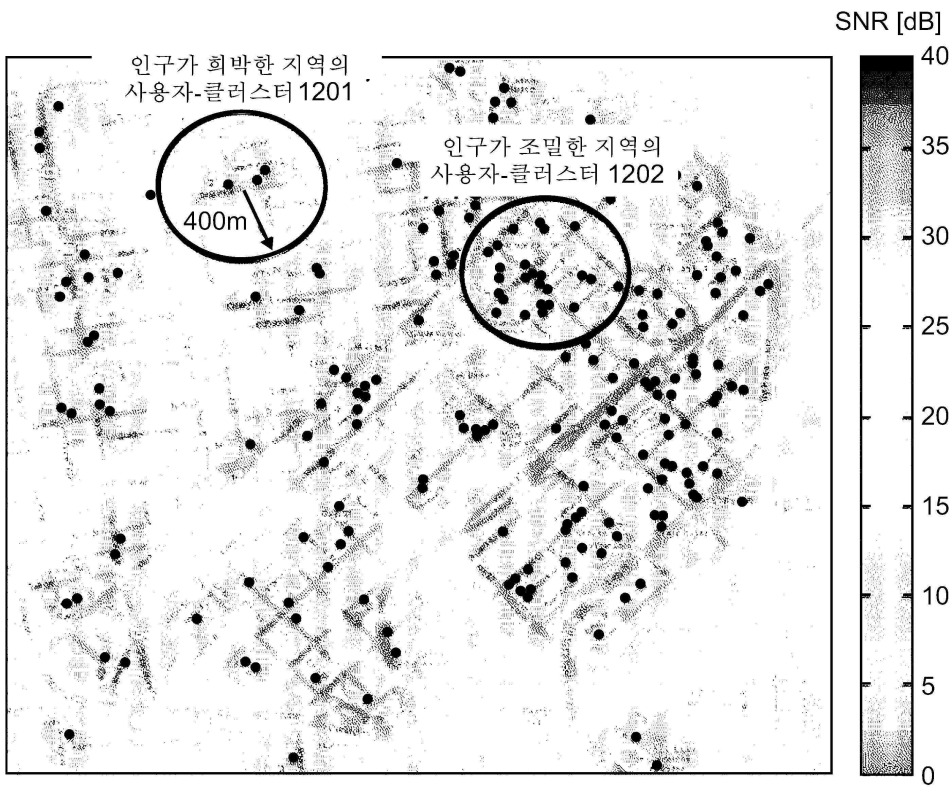 SNR [dB]
인구가 희박한 지역의
사용자-클러스터 1201
인구가 조밀한 지역의
사용자-클러스터 1202
400m
40
35
30
25
20
15
10
5
0